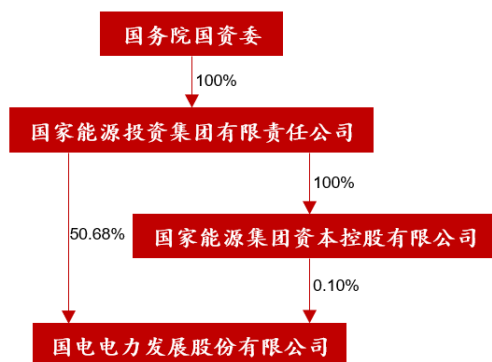 国务院国资委
100%
国家能源投资集团有限责任公司
100%
50.68%
国家能源集团资本控股有限公司
0.10%
国电电力发展股份有限公司